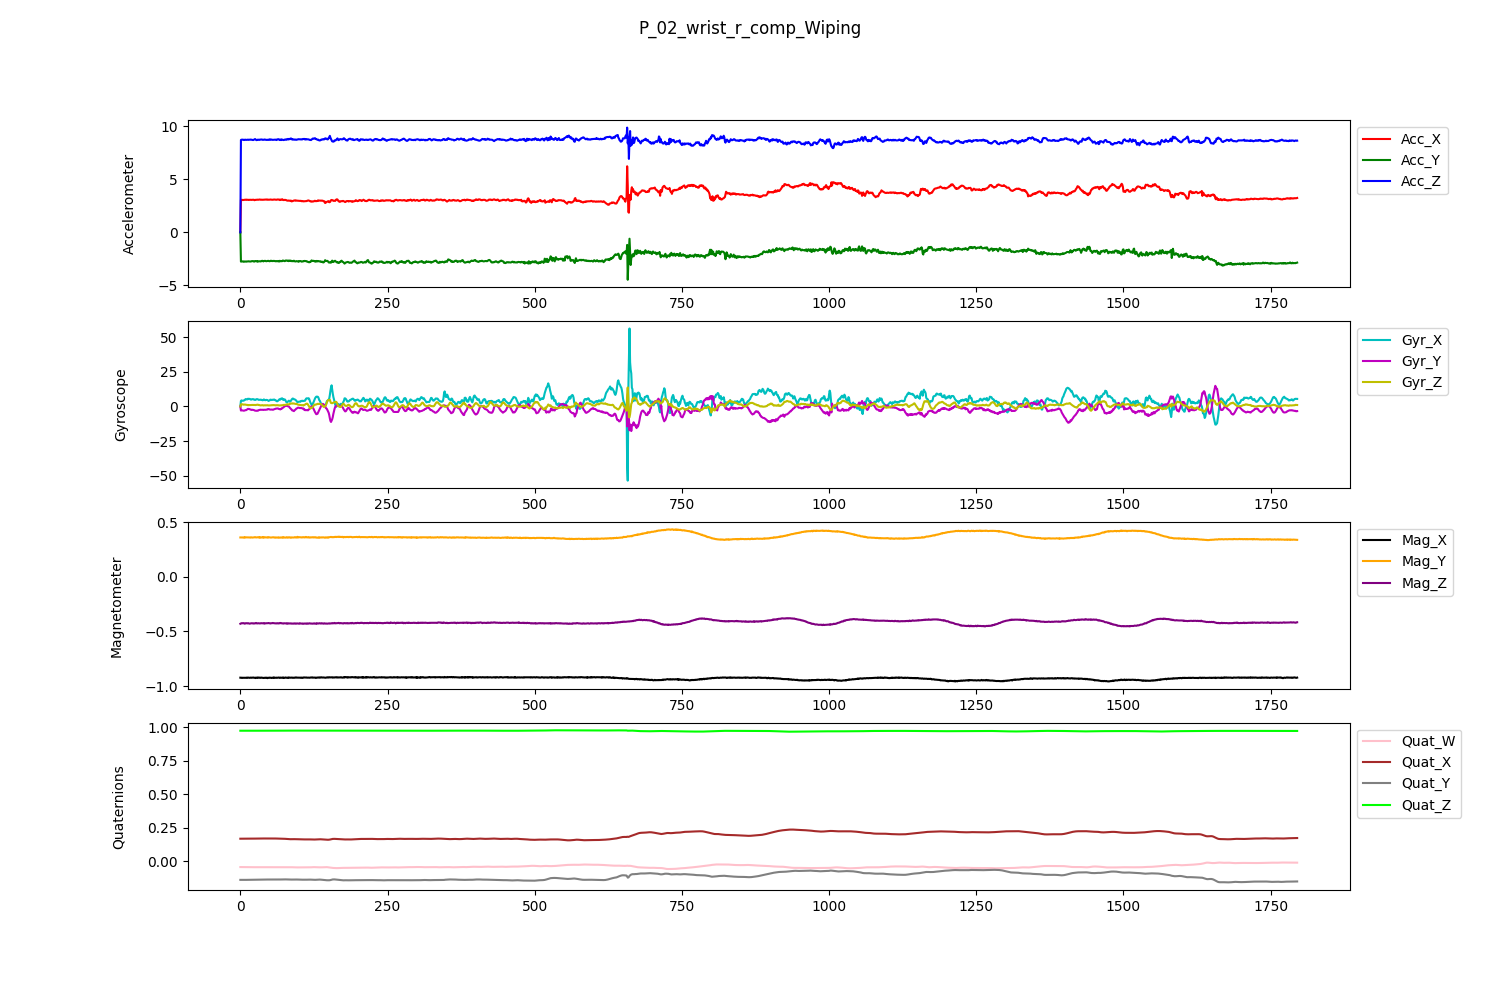 P_02_wrist_r_comp_Wiping
10
5
0
−5
Accelerometer
0 250 500 750 1000 1250 1500 1750
Acc_X
Acc_Y
Acc_Z
50
25
0
−25
−50
Gyroscope
0 250 500 750 1000 1250 1500 1750
Gyr_X
Gyr_Y
Gyr_Z
0.5
0.0
−0.5
−1.0
Magnetometer
0 250 500 750 1000 1250 1500 1750
Mag_X
Mag_Y
Mag_Z
1.00
0.75
0.50
0.25
0.00
Quaternions
0 250 500 750 1000 1250 1500 1750
Quat_W
Quat_X
Quat_Y
Quat_Z